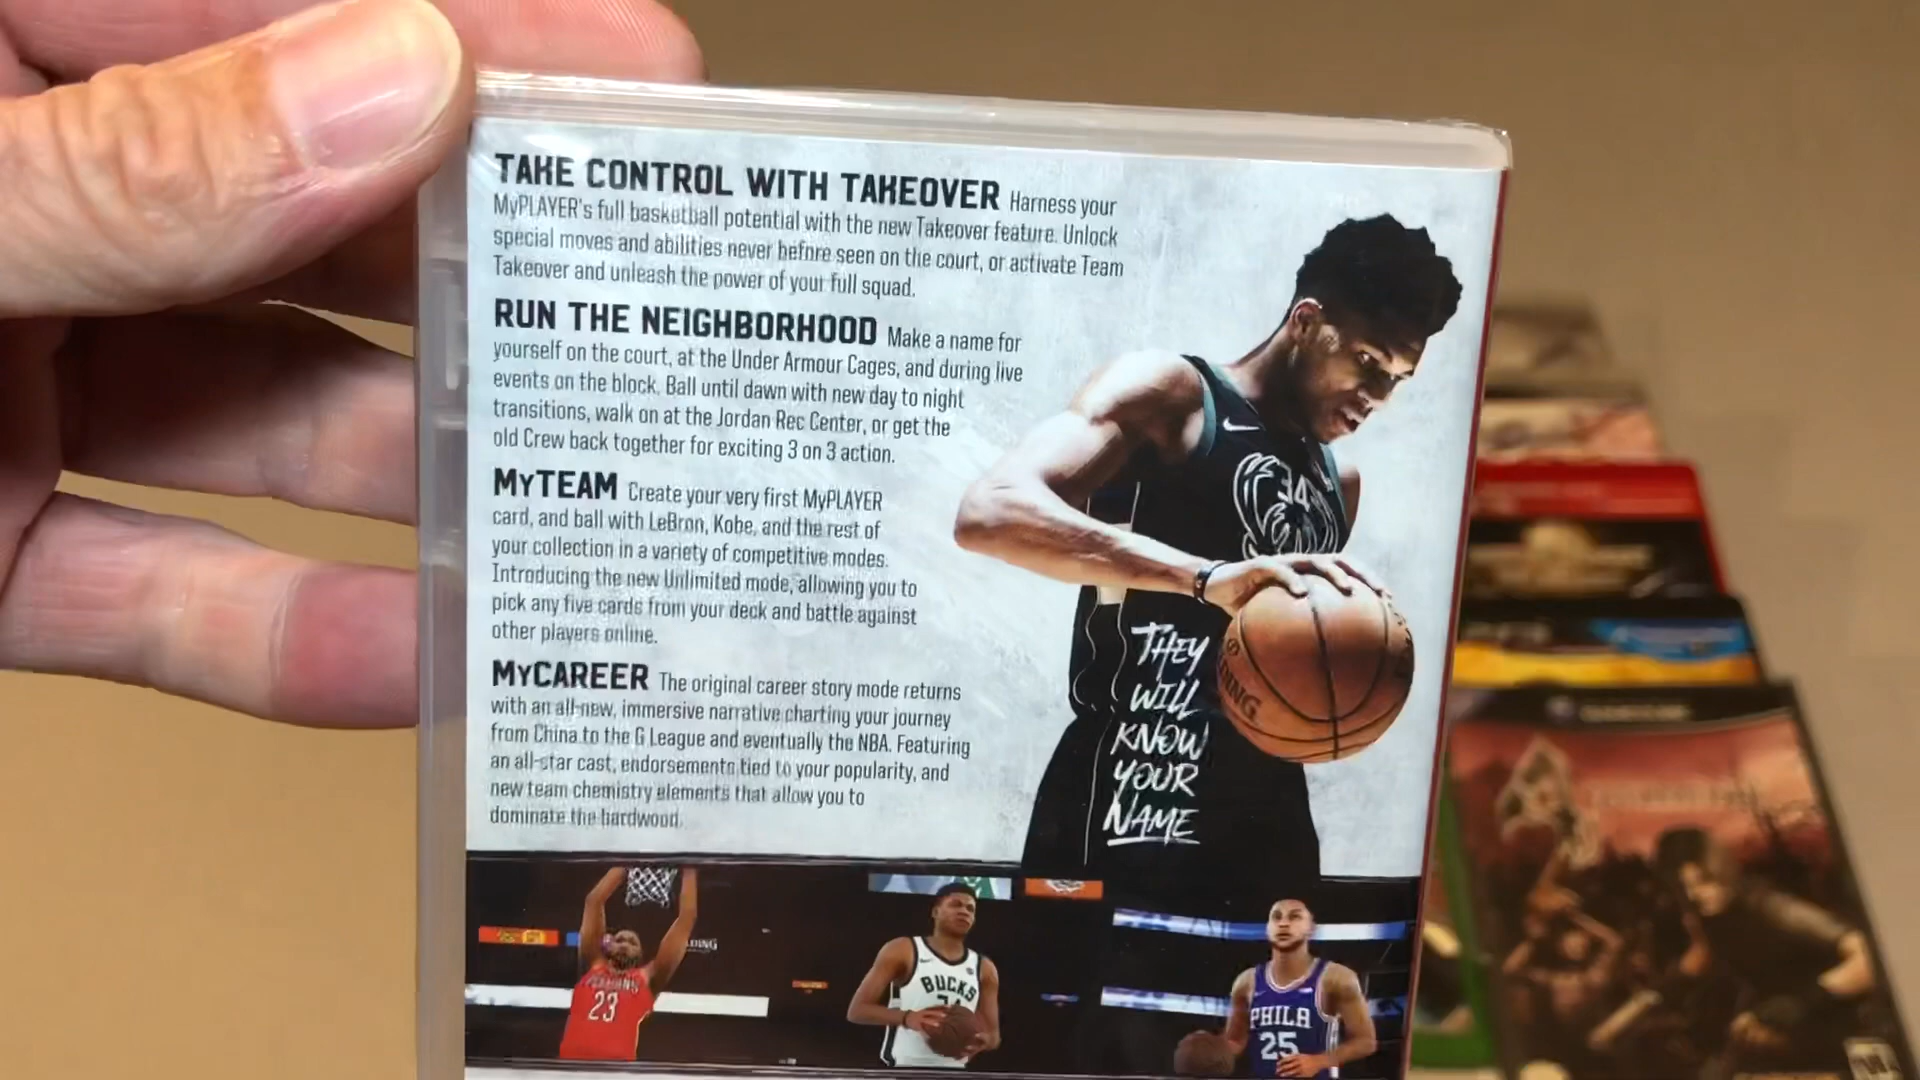 TAKE CONTROL WITH TAKEOVER Harness your
MyPLAYER's full basketball potential with the new Takeover feature. Unlock
special moves and abilities never before seen on the court, or activate Team
Takeover and unleash the power of your full squad.
RUN THE NEIGHBORHOOD Make a name for
yourself on the court, at the Under Armour Cages, and during live
events on the block. Ball until dawn with new day to night
transitions, walk on at the Jordan Rec Center, or get the
old Crew back together for exciting 3 on 3 action.
MyTEAM Create your very first MyPLAYER
card, and ball with LeBron, Kobe, and the rest of
your collection in a variety of competitive modes.
Introducing the new Unlimited mode, allowing you to
pick any five cards from your deck and battle against
other players online.
MyCAREER The original career story mode returns
with an all-new, immersive narrative charting your journey
from China to the G League and eventually the NBA. Featuring
an all-star cast, endorsements tied to your popularity, and
new team chemistry elements that allow you to
dominate the hardwood.
34
THEY
WILL
KNOW
YOUR
NAME
23
BUCKS
PHILA
25